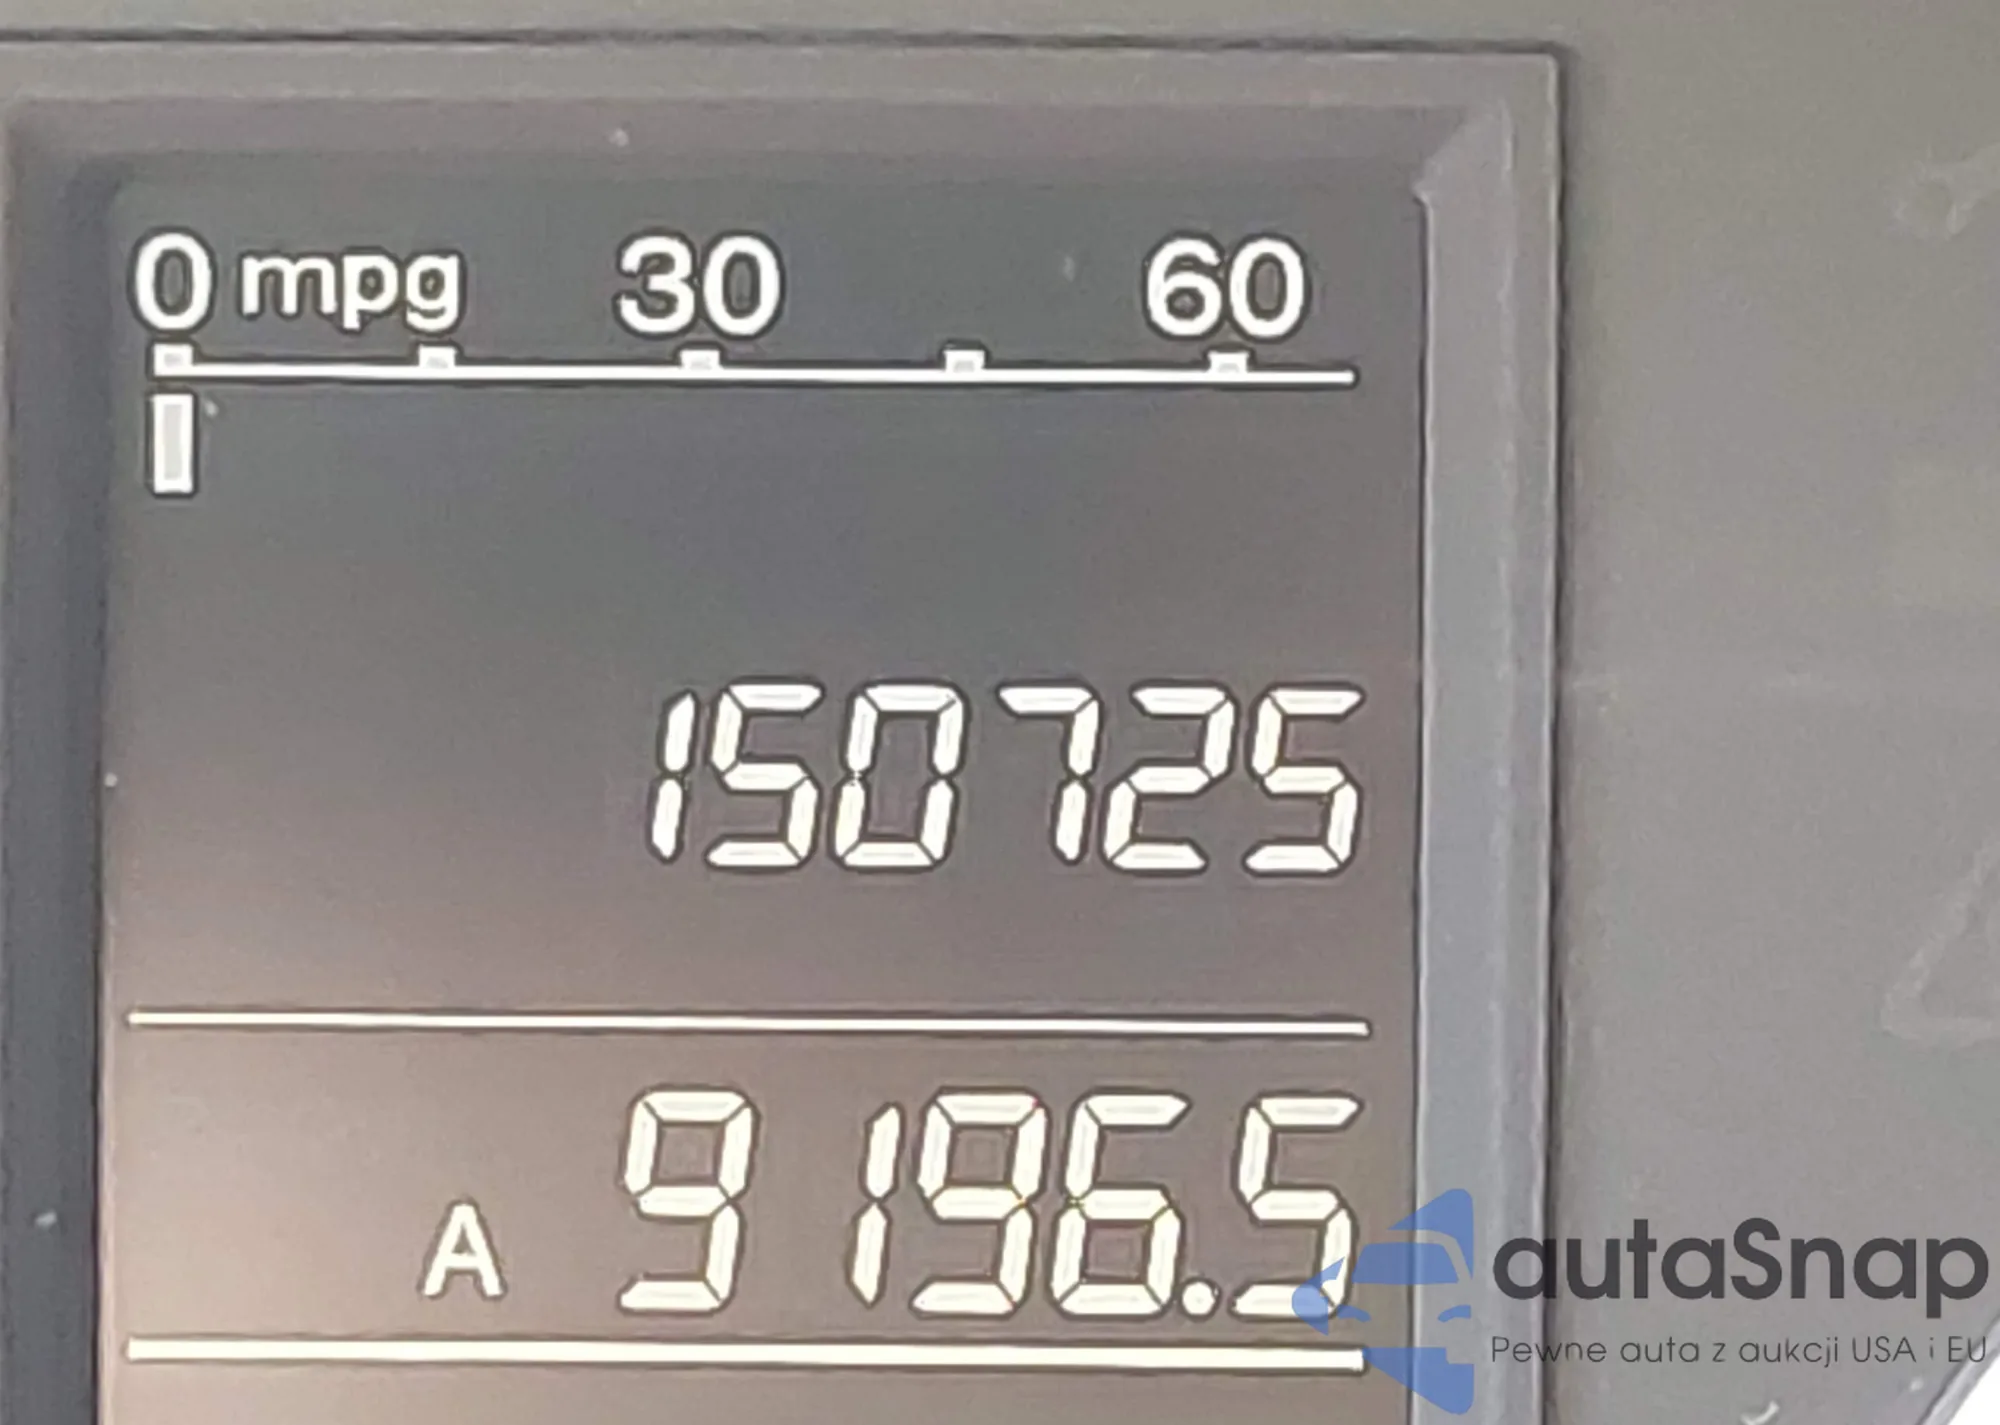 0 mpg 30 60
150725
A 9196.5
autaSnap
Pewne auta z aukcji USA i EU